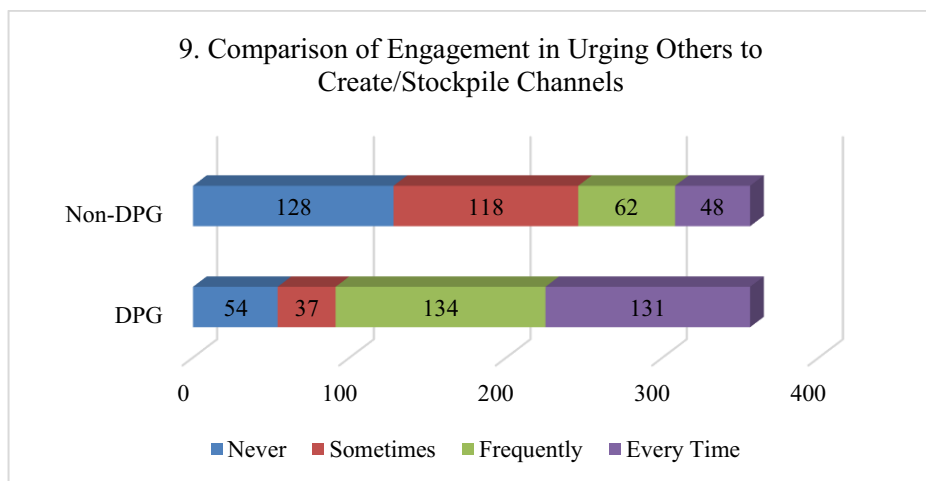 9. Comparison of Engagement in Urging Others to
Create/Stockpile Channels
Non-DPG
128 118 62 48
DPG
54 37 134 131
0 100 200 300 400
Never Sometimes Frequently Every Time